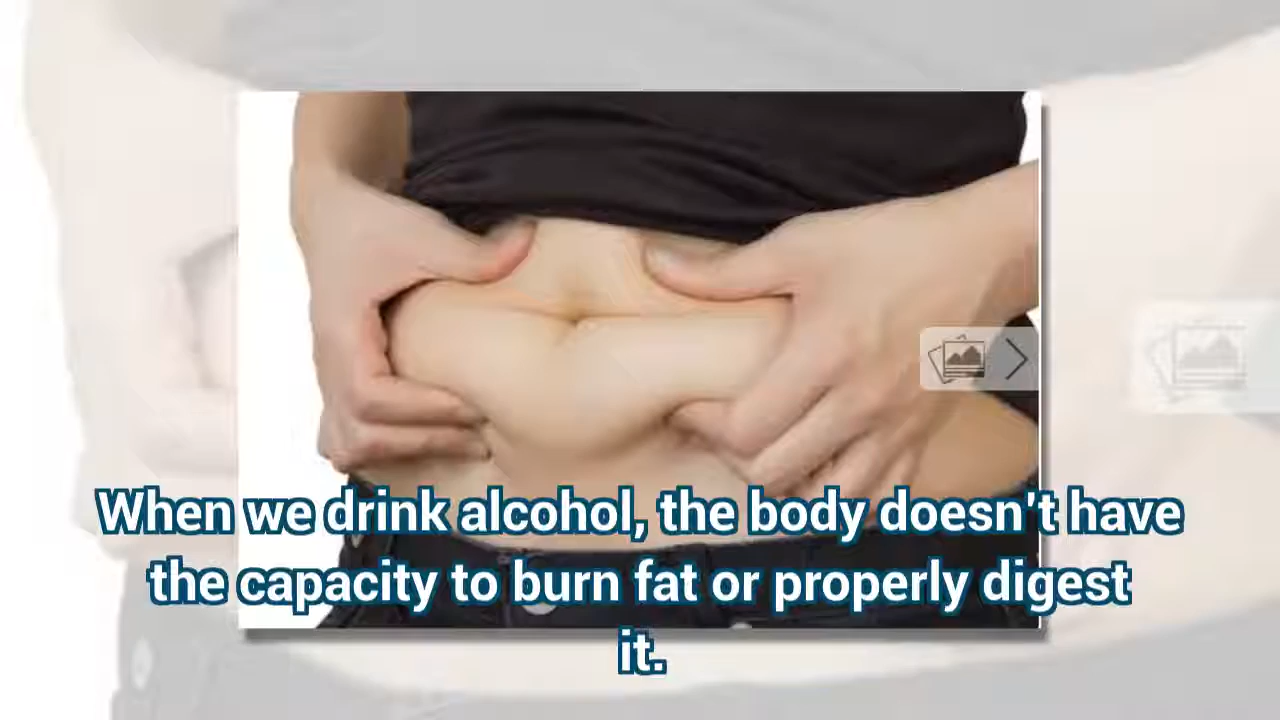 When we drink alcohol, the body doesn't have
the capacity to burn fat or properly digest
it.